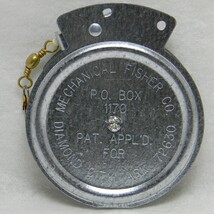 DIAMOND MECHANICAL FISHER CO.
P.O. BOX
1170
PAT. APPL'D.
FOR